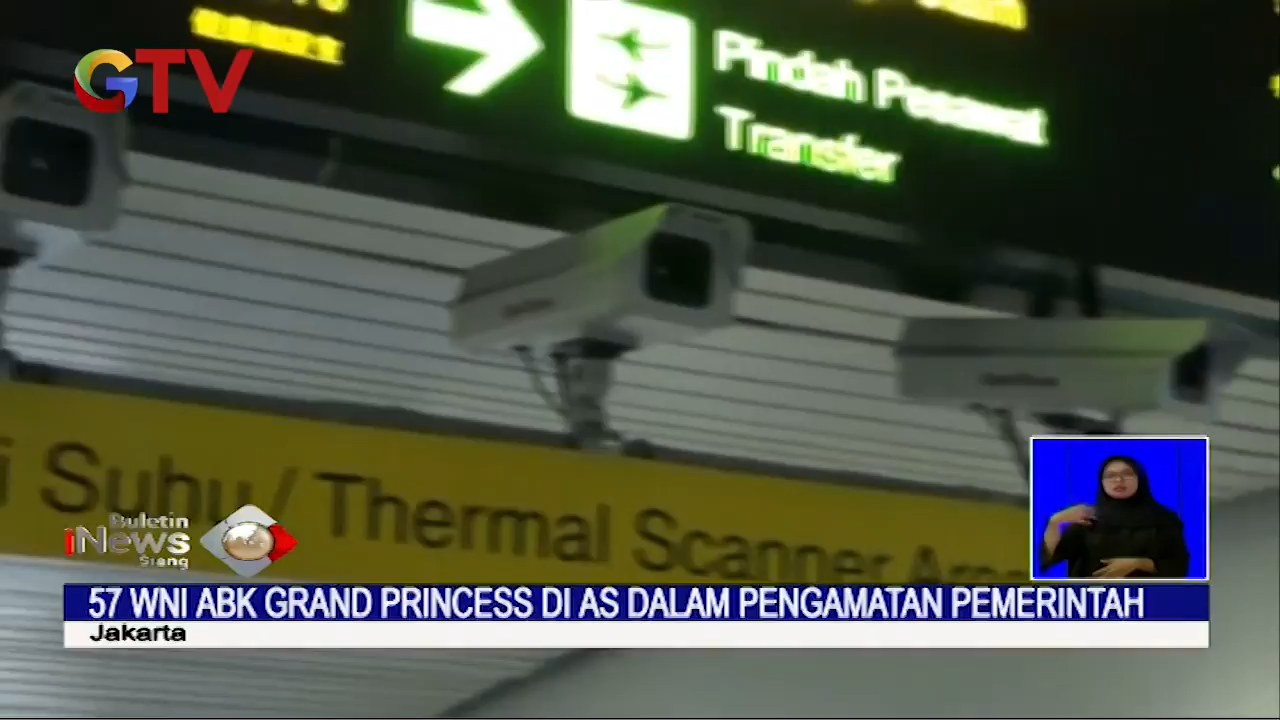 GTV
Pindah Pesawat
Transfer
i Suhu / Thermal Scanner Area
Buletin
iNews
Siang
57 WNI ABK GRAND PRINCESS DI AS DALAM PENGAMATAN PEMERINTAH
Jakarta